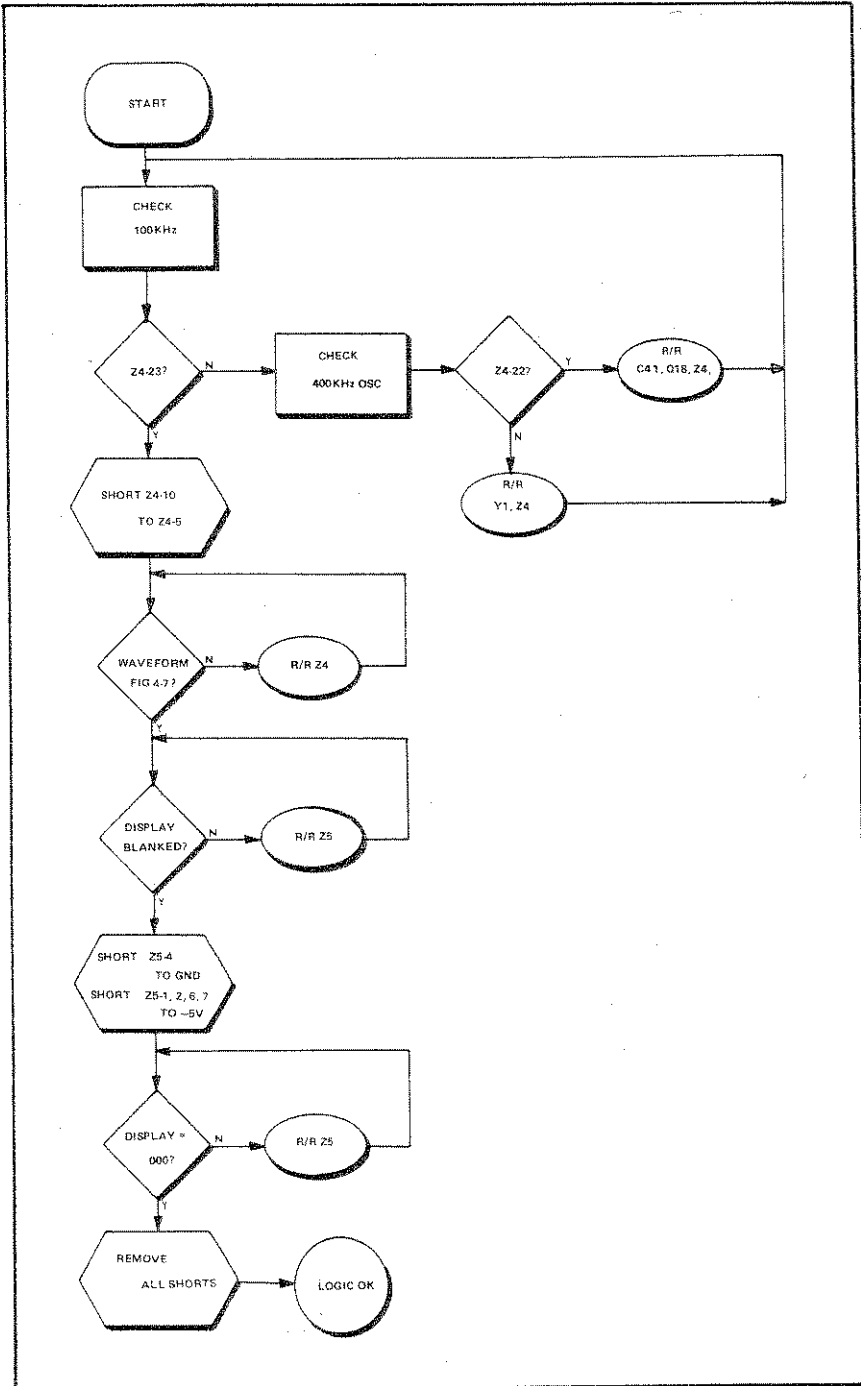 START
CHECK
100KHz
Z4-23?
N
Y
CHECK
400KHz OSC
Z4-22?
Y
N
R/R
C41, Q18, Z4,
R/R
Y1, Z4
SHORT Z4-10
TO Z4-5
WAVEFORM
FIG 4-7?
N
Y
R/R Z4
DISPLAY
BLANKED?
N
Y
R/R Z5
SHORT Z5-4
TO GND
SHORT Z5-1, 2, 6, 7
TO -5V
DISPLAY =
000?
N
Y
R/R Z5
REMOVE
ALL SHORTS
LOGIC OK